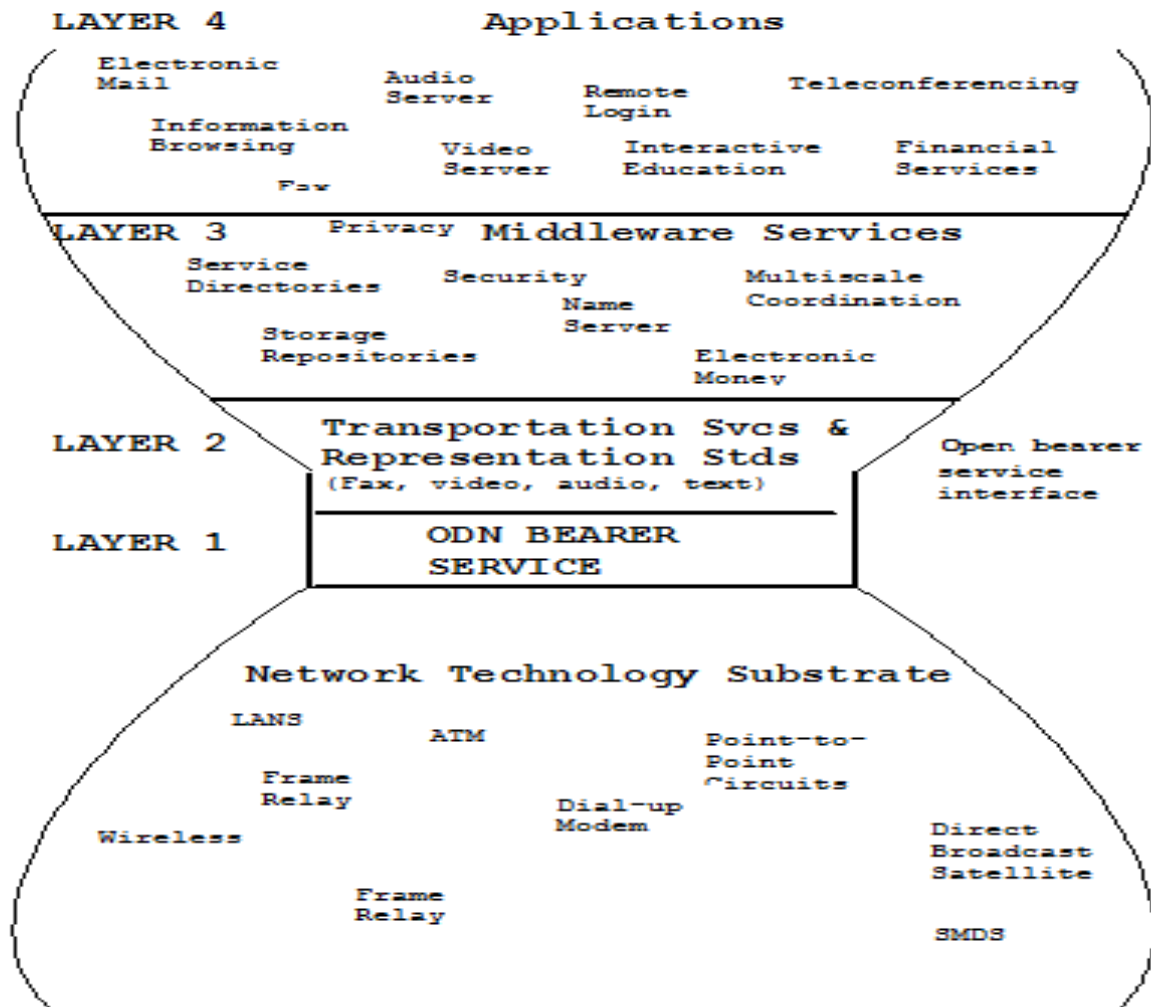 LAYER 4 Applications
Electronic
Mail
Audio
Server
Remote
Login
Teleconferencing
Information
Browsing
Video
Server
Interactive
Education
Financial
Services
Fax
LAYER 3 Privacy Middleware Services
Service
Directories
Security
Name
Server
Multiscale
Coordination
Storage
Repositories
Electronic
Money
LAYER 2
Transportation Svcs &
Representation Stds
(Fax, video, audio, text)
Open bearer
service
interface
LAYER 1
ODN BEARER
SERVICE
Network Technology Substrate
LANS
ATM
Point-to-
Point
Circuits
Frame
Relay
Dial-up
Modem
Wireless
Direct
Broadcast
Satellite
Frame
Relay
SMDS